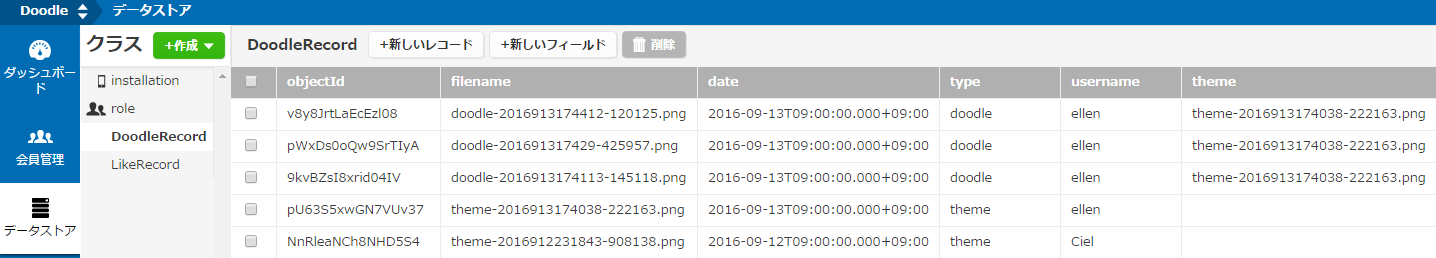 Doodle データストア
ダッシュボード
会員管理
データストア
クラス +作成
installation
role
DoodleRecord
LikeRecord
DoodleRecord +新しいレコード +新しいフィールド 削除
objectId filename date type username theme
v8y8JrtLaEcEzl08 doodle-2016913174412-120125.png 2016-09-13T09:00:00.000+09:00 doodle ellen theme-2016913174038-222163.png
pWxDs0oQw9SrTIyA doodle-201691317429-425957.png 2016-09-13T09:00:00.000+09:00 doodle ellen theme-2016913174038-222163.png
9kvBZsI8xrid04IV doodle-2016913174113-145118.png 2016-09-13T09:00:00.000+09:00 doodle ellen theme-2016913174038-222163.png
pU63S5xwGN7VUv37 theme-2016913174038-222163.png 2016-09-13T09:00:00.000+09:00 theme ellen
NnRleaNCh8NHD5S4 theme-2016912231843-908138.png 2016-09-12T09:00:00.000+09:00 theme Ciel